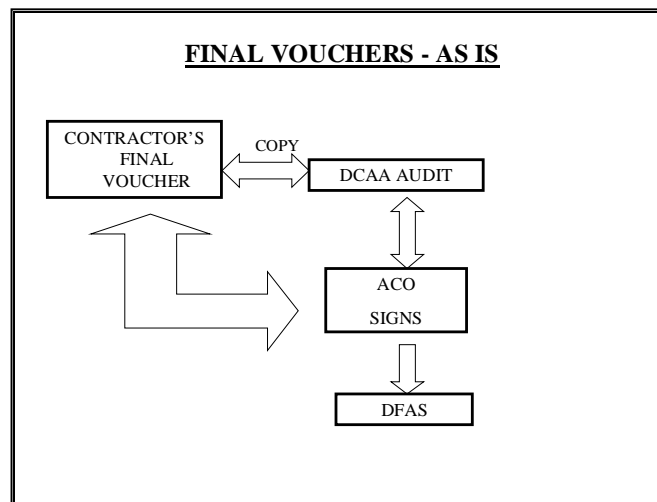 FINAL VOUCHERS - AS IS
CONTRACTOR'S
FINAL
VOUCHER
COPY
DCAA AUDIT
ACO
SIGNS
DFAS